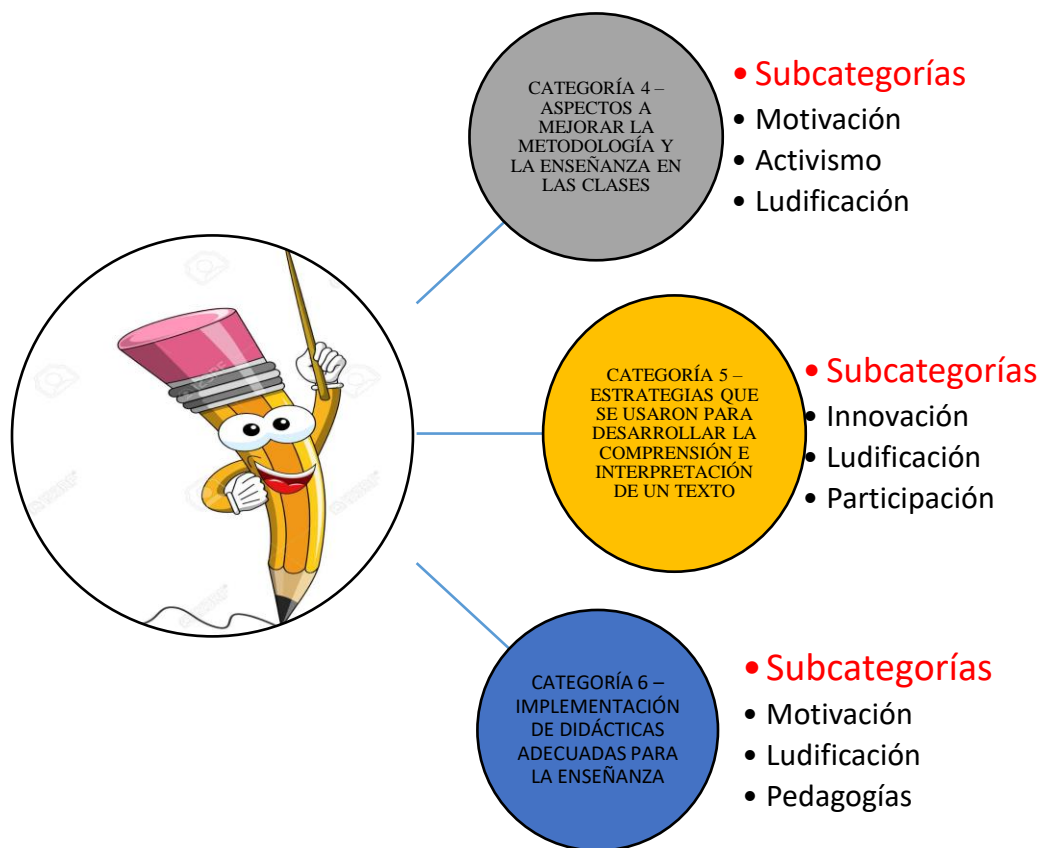 CATEGORÍA 4 –
ASPECTOS A
MEJORAR LA
METODOLOGÍA Y
LA ENSEÑANZA EN
LAS CLASES
• Subcategorías
• Motivación
• Activismo
• Ludificación
CATEGORÍA 5 –
ESTRATEGIAS QUE
SE USARON PARA
DESARROLLAR LA
COMPRENSIÓN E
INTERPRETACIÓN
DE UN TEXTO
• Subcategorías
• Innovación
• Ludificación
• Participación
CATEGORÍA 6 –
IMPLEMENTACIÓN
DE DIDÁCTICAS
ADECUADAS PARA
LA ENSEÑANZA
• Subcategorías
• Motivación
• Ludificación
• Pedagogías